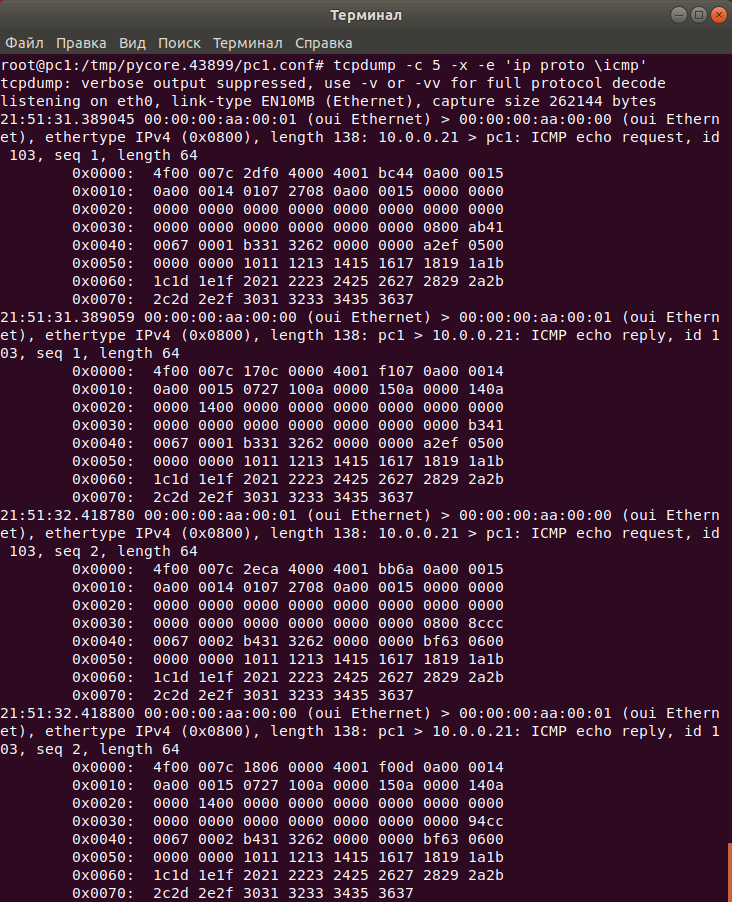 Терминал
Файл Правка Вид Поиск Терминал Справка
root@pc1:/tmp/pycore.43899/pc1.conf# tcpdump -c 5 -x -e 'ip proto \icmp'
tcpdump: verbose output suppressed, use -v or -vv for full protocol decode
listening on eth0, link-type EN10MB (Ethernet), capture size 262144 bytes
21:51:31.389045 00:00:00:aa:00:01 (oui Ethernet) > 00:00:00:aa:00:00 (oui Ethern
et), ethertype IPv4 (0x0800), length 138: 10.0.0.21 > pc1: ICMP echo request, id
 103, seq 1, length 64
        0x0000:  4f00 007c 2df0 4000 4001 bc44 0a00 0015
        0x0010:  0a00 0014 0107 2708 0a00 0015 0000 0000
        0x0020:  0000 0000 0000 0000 0000 0000 0000 0000
        0x0030:  0000 0000 0000 0000 0000 0000 0800 ab41
        0x0040:  0067 0001 b331 3262 0000 0000 a2ef 0500
        0x0050:  0000 0000 1011 1213 1415 1617 1819 1a1b
        0x0060:  1c1d 1e1f 2021 2223 2425 2627 2829 2a2b
        0x0070:  2c2d 2e2f 3031 3233 3435 3637
21:51:31.389059 00:00:00:aa:00:00 (oui Ethernet) > 00:00:00:aa:00:01 (oui Ethern
et), ethertype IPv4 (0x0800), length 138: pc1 > 10.0.0.21: ICMP echo reply, id 1
03, seq 1, length 64
        0x0000:  4f00 007c 170c 0000 4001 f107 0a00 0014
        0x0010:  0a00 0015 0727 100a 0000 150a 0000 140a
        0x0020:  0000 1400 0000 0000 0000 0000 0000 0000
        0x0030:  0000 0000 0000 0000 0000 0000 0000 b341
        0x0040:  0067 0001 b331 3262 0000 0000 a2ef 0500
        0x0050:  0000 0000 1011 1213 1415 1617 1819 1a1b
        0x0060:  1c1d 1e1f 2021 2223 2425 2627 2829 2a2b
        0x0070:  2c2d 2e2f 3031 3233 3435 3637
21:51:32.418780 00:00:00:aa:00:01 (oui Ethernet) > 00:00:00:aa:00:00 (oui Ethern
et), ethertype IPv4 (0x0800), length 138: 10.0.0.21 > pc1: ICMP echo request, id
 103, seq 2, length 64
        0x0000:  4f00 007c 2eca 4000 4001 bb6a 0a00 0015
        0x0010:  0a00 0014 0107 2708 0a00 0015 0000 0000
        0x0020:  0000 0000 0000 0000 0000 0000 0000 0000
        0x0030:  0000 0000 0000 0000 0000 0000 0800 8ccc
        0x0040:  0067 0002 b431 3262 0000 0000 bf63 0600
        0x0050:  0000 0000 1011 1213 1415 1617 1819 1a1b
        0x0060:  1c1d 1e1f 2021 2223 2425 2627 2829 2a2b
        0x0070:  2c2d 2e2f 3031 3233 3435 3637
21:51:32.418800 00:00:00:aa:00:00 (oui Ethernet) > 00:00:00:aa:00:01 (oui Ethern
et), ethertype IPv4 (0x0800), length 138: pc1 > 10.0.0.21: ICMP echo reply, id 1
03, seq 2, length 64
        0x0000:  4f00 007c 1806 0000 4001 f00d 0a00 0014
        0x0010:  0a00 0015 0727 100a 0000 150a 0000 140a
        0x0020:  0000 1400 0000 0000 0000 0000 0000 0000
        0x0030:  0000 0000 0000 0000 0000 0000 0000 94cc
        0x0040:  0067 0002 b431 3262 0000 0000 bf63 0600
        0x0050:  0000 0000 1011 1213 1415 1617 1819 1a1b
        0x0060:  1c1d 1e1f 2021 2223 2425 2627 2829 2a2b
        0x0070:  2c2d 2e2f 3031 3233 3435 3637